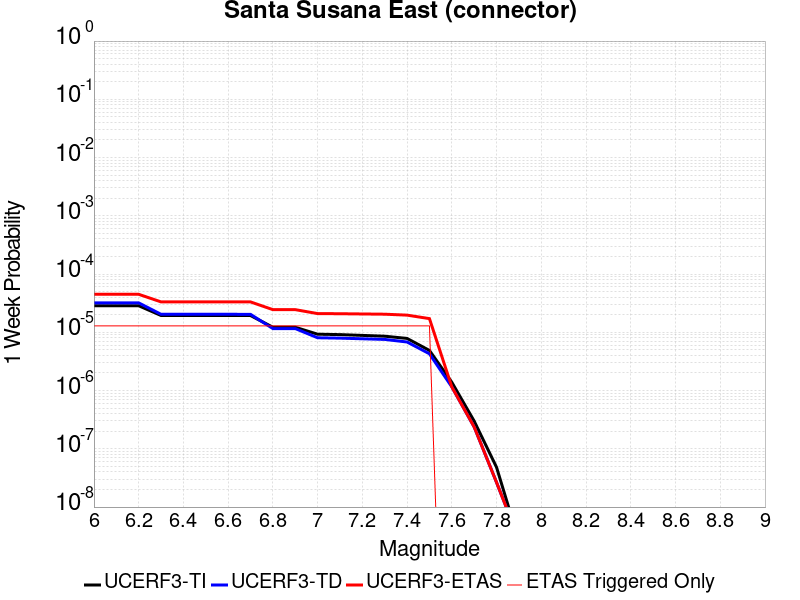 Santa Susana East (connector)
10^0
10^-1
10^-2
10^-3
10^-4
10^-5
10^-6
10^-7
10^-8
1 Week Probability
6 6.2 6.4 6.6 6.8 7 7.2 7.4 7.6 7.8 8 8.2 8.4 8.6 8.8 9
Magnitude
UCERF3-TI UCERF3-TD UCERF3-ETAS ETAS Triggered Only